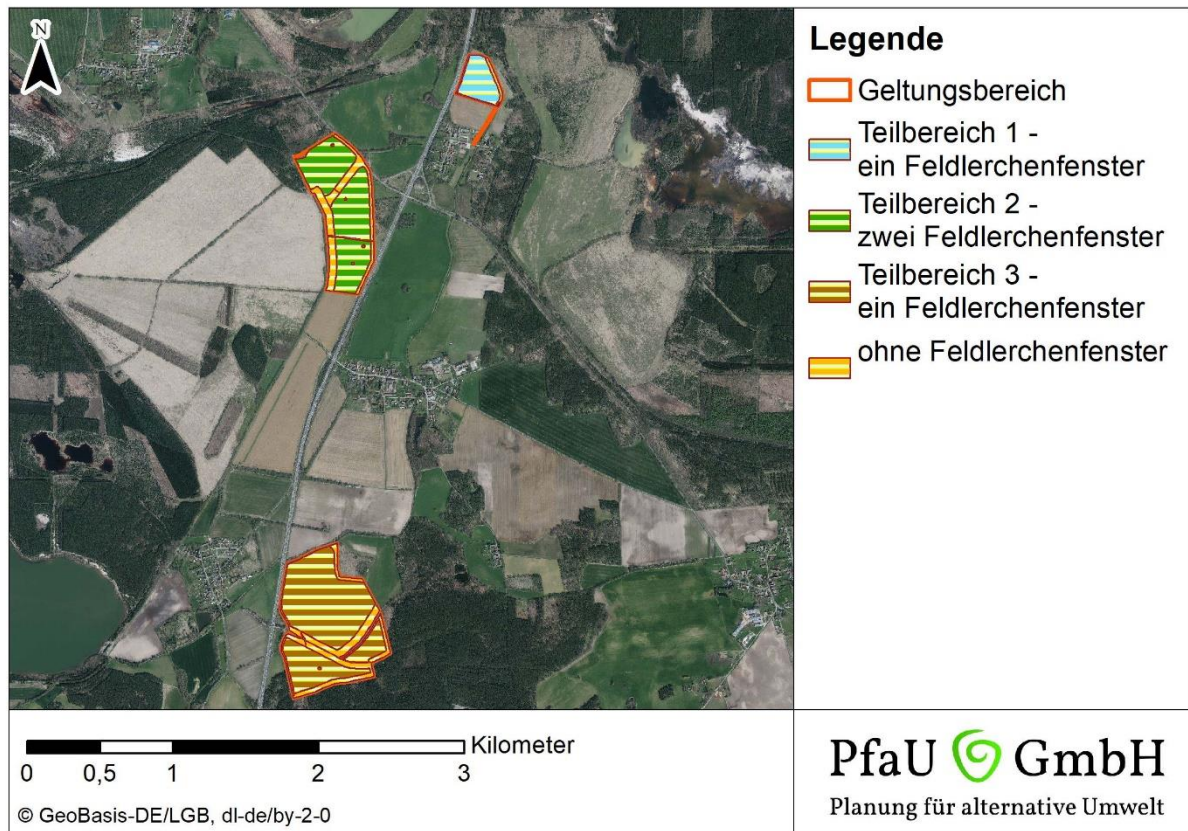 N
Legende
Geltungsbereich
Teilbereich 1 -
ein Feldlerchenfenster
Teilbereich 2 -
zwei Feldlerchenfenster
Teilbereich 3 -
ein Feldlerchenfenster
ohne Feldlerchenfenster
Kilometer
0 0,5 1 2 3
© GeoBasis-DE/LGB, dl-de/by-2-0
PfaU GmbH
Planung für alternative Umwelt